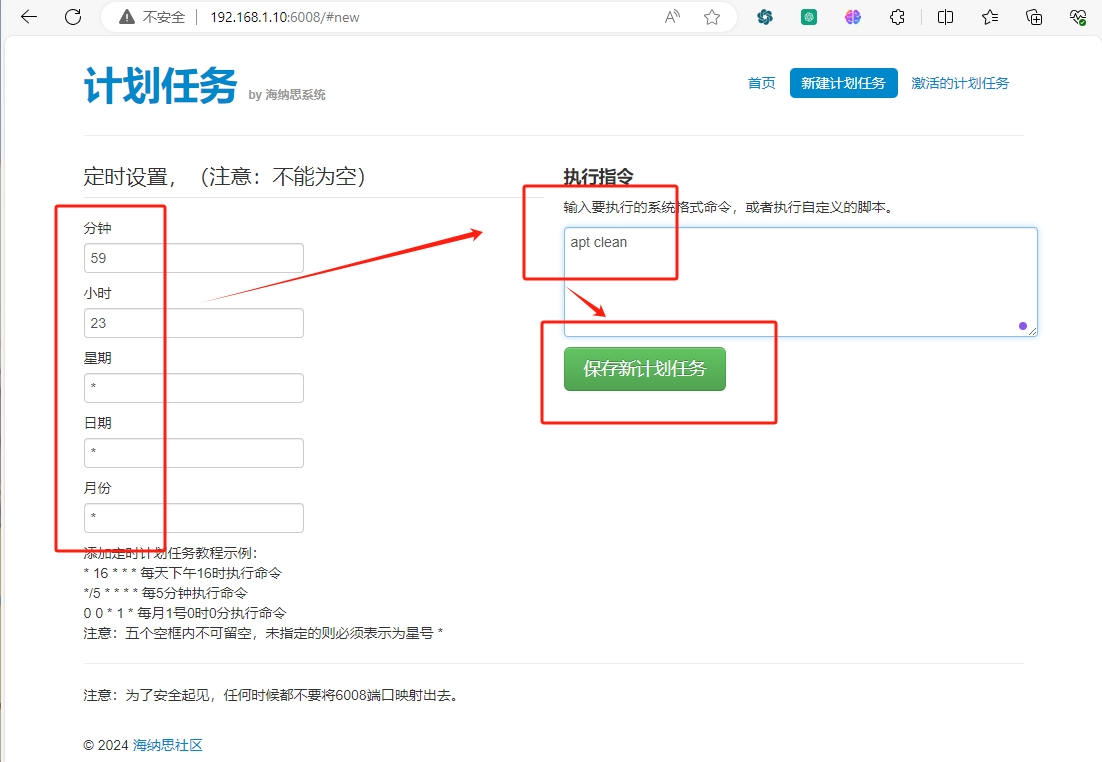 不安全 192.168.1.10:6008/#new
计划任务 by 海纳思系统
首页 新建计划任务 激活的计划任务
定时设置，（注意：不能为空）
分钟
59
小时
23
星期
*
日期
*
月份
*
添加定时计划任务教程示例：
* 16 * * * 每天下午16时执行命令
*/5 * * * * 每5分钟执行命令
0 0 * 1 * 每月1号0时0分执行命令
注意：五个空框内不可留空，未指定的则必须表示为星号 *
执行指令
输入要执行的系统格式命令，或者执行自定义的脚本。
apt clean
保存新计划任务
注意：为了安全起见，任何时候都不要将6008端口映射出去。
© 2024 海纳思社区